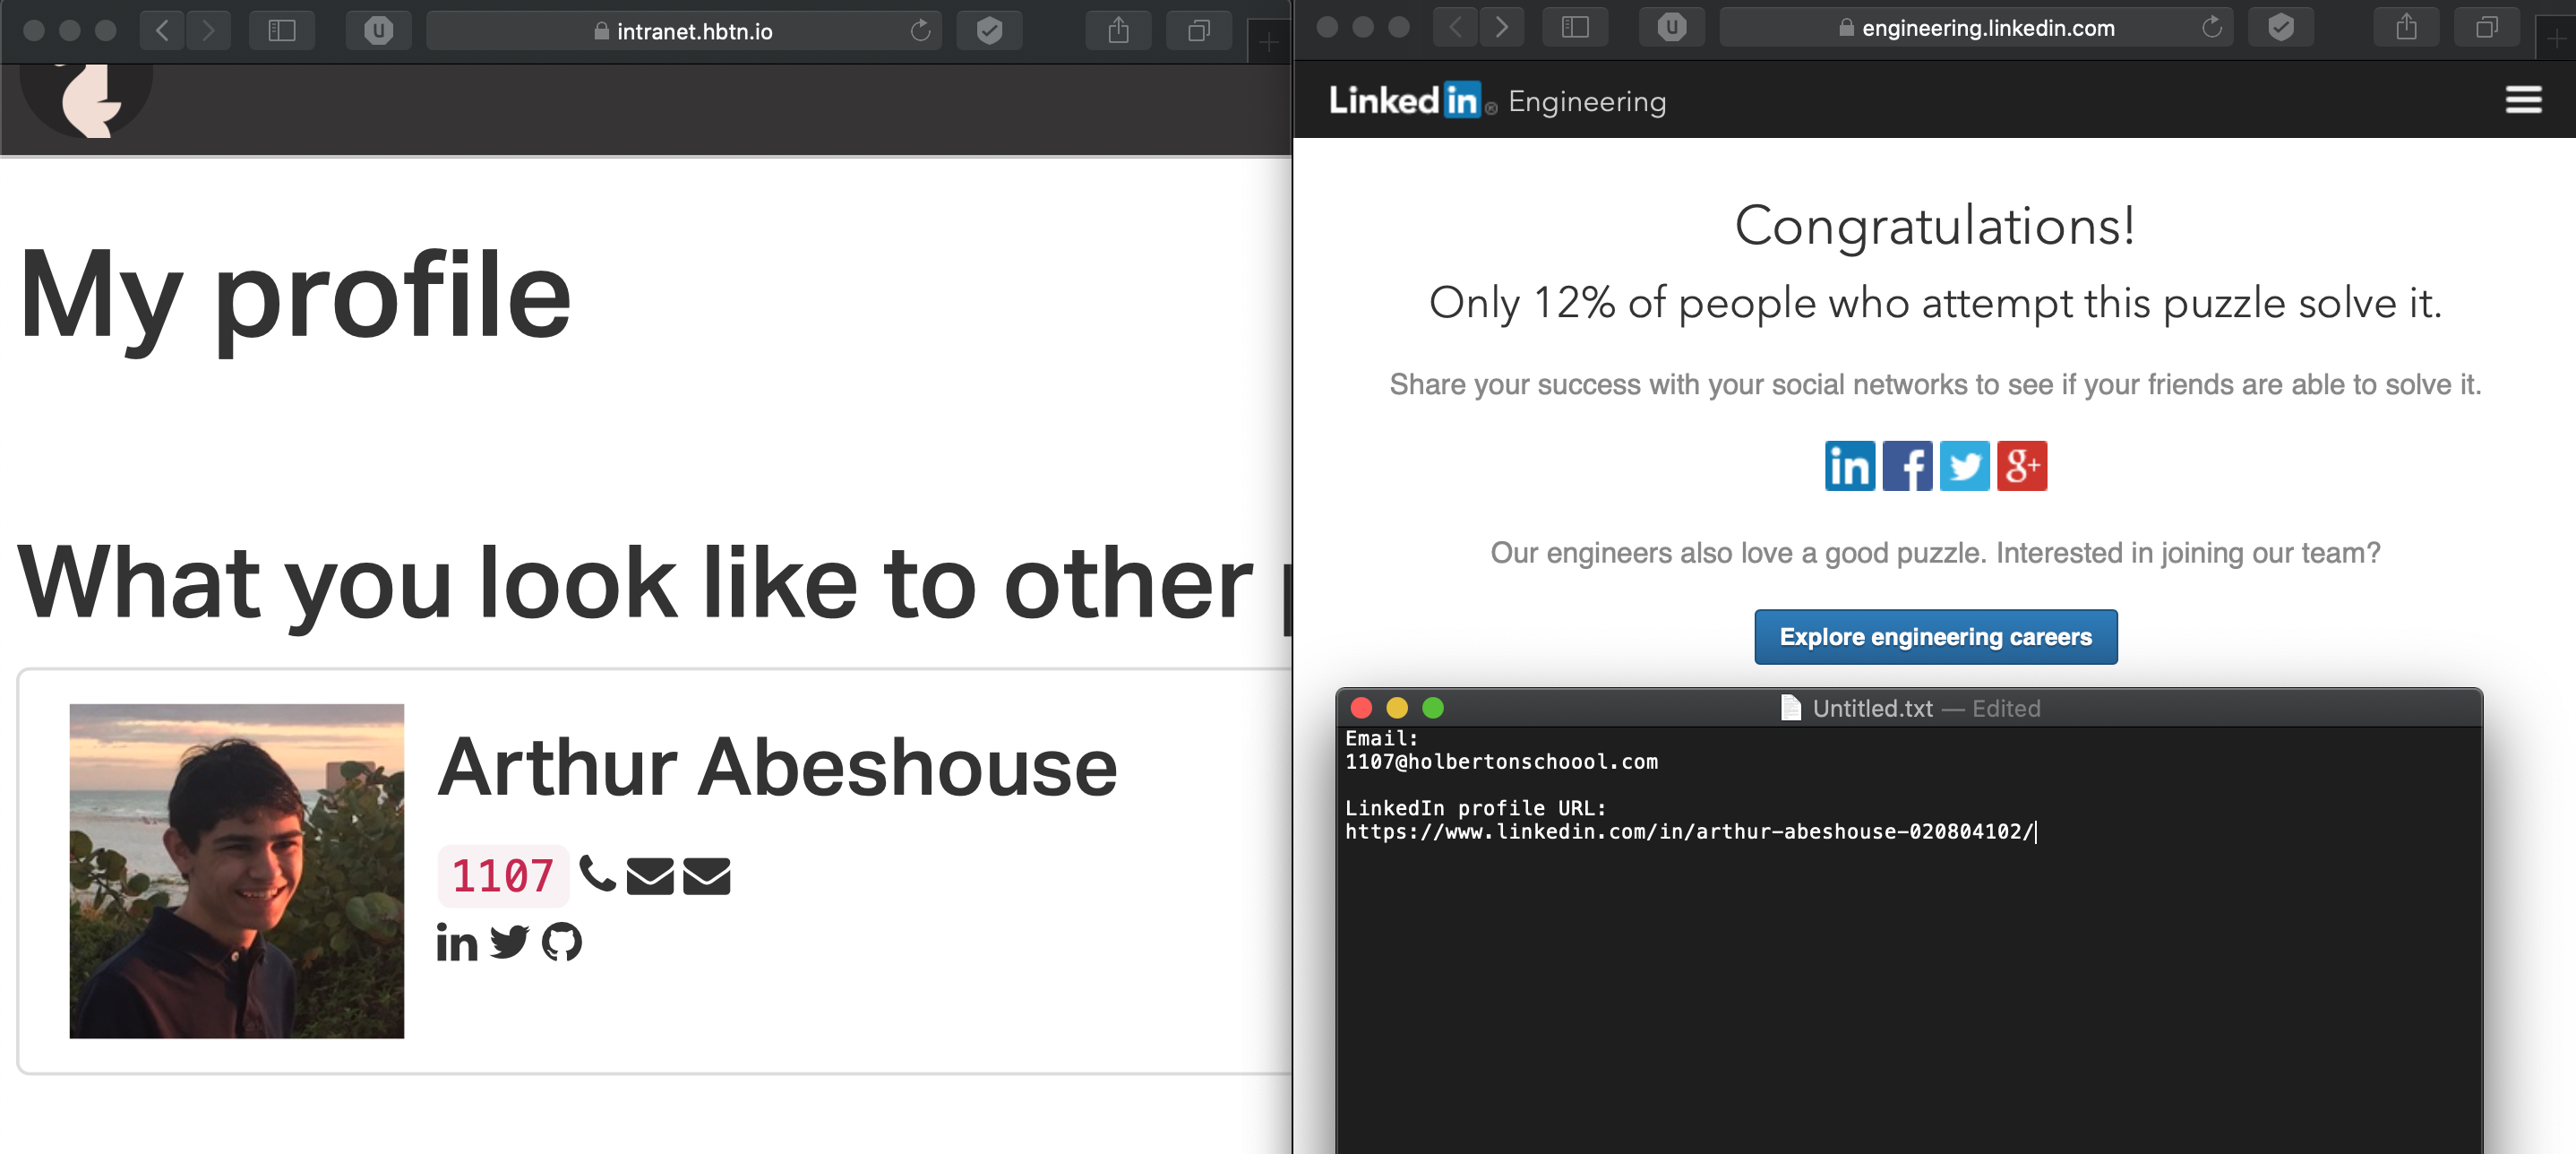 intranet.hbtn.io
My profile
What you look like to other
Arthur Abeshouse
1107
in
engineering.linkedin.com
Linked in® Engineering
Congratulations!
Only 12% of people who attempt this puzzle solve it.
Share your success with your social networks to see if your friends are able to solve it.
in f g+
Our engineers also love a good puzzle. Interested in joining our team?
Explore engineering careers
Untitled.txt — Edited
Email:
1107@holbertonschoool.com
LinkedIn profile URL:
https://www.linkedin.com/in/arthur-abeshouse-020804102/